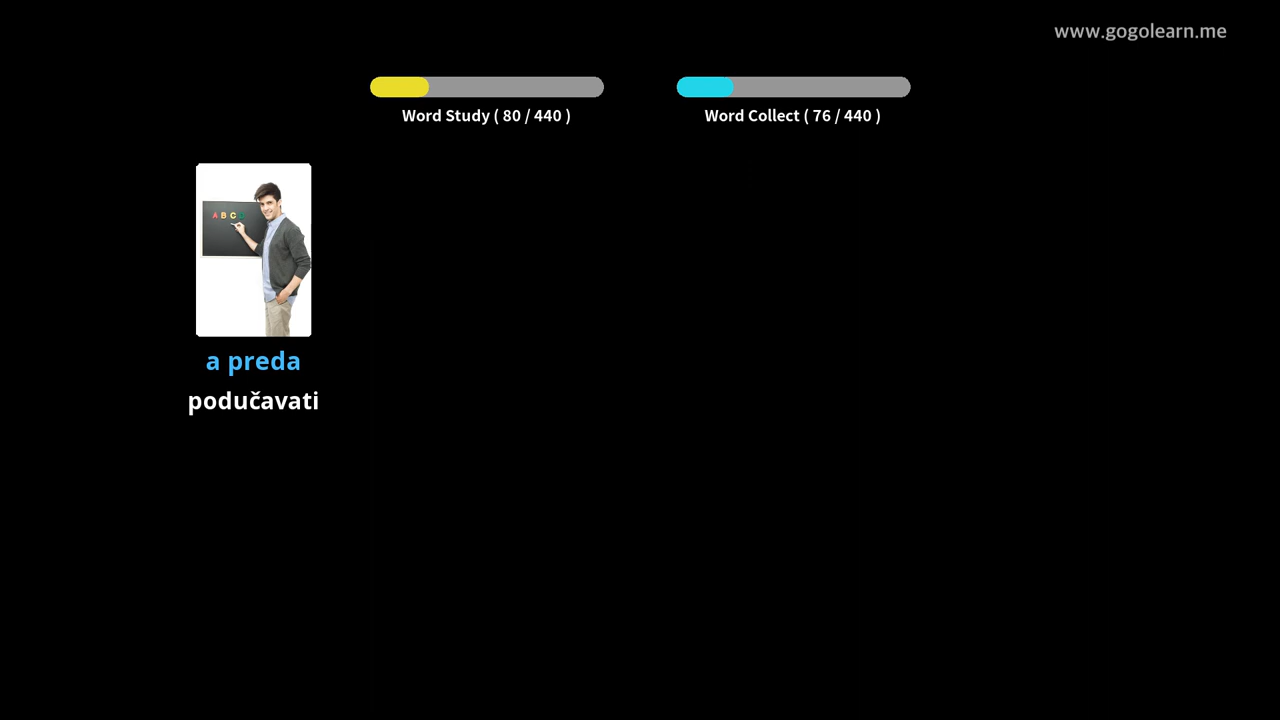 www.gogolearn.me
Word Study ( 80 / 440 )
Word Collect ( 76 / 440 )
A B C D
a preda
podučavati